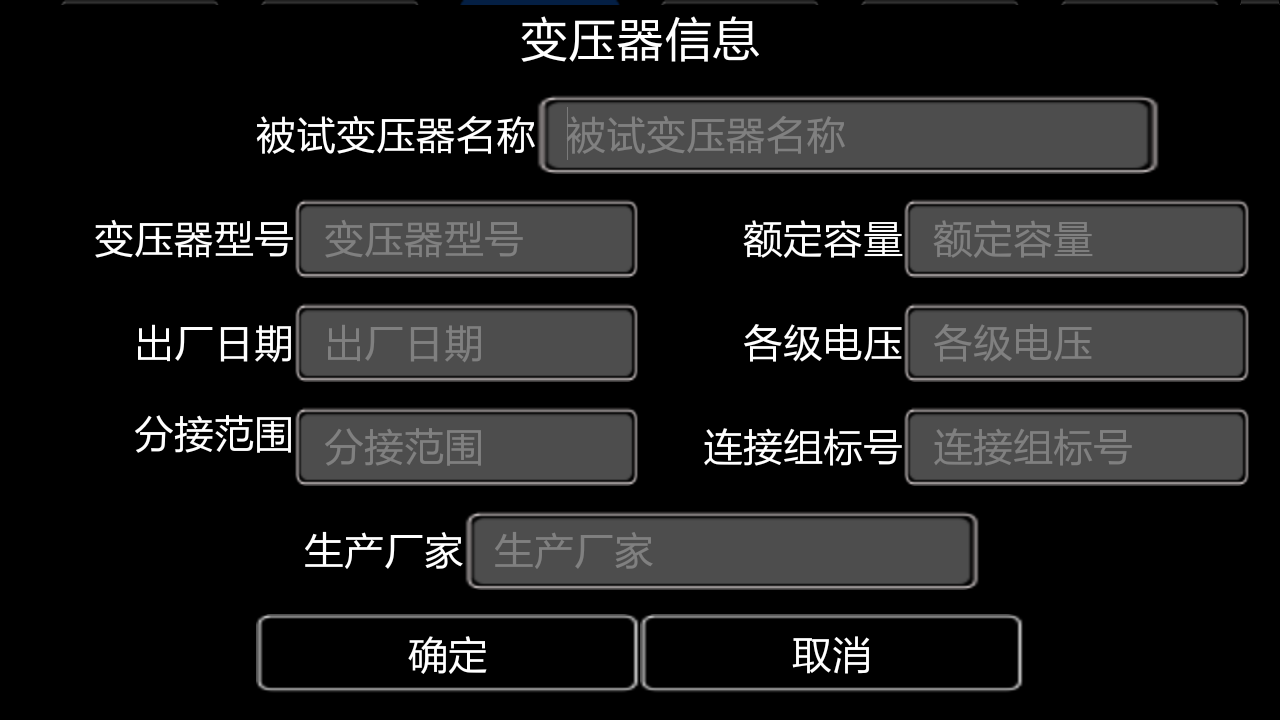 变压器信息
被试变压器名称 被试变压器名称
变压器型号 变压器型号 额定容量 额定容量
出厂日期 出厂日期 各级电压 各级电压
分接范围 分接范围 连接组标号 连接组标号
生产厂家 生产厂家
确定 取消